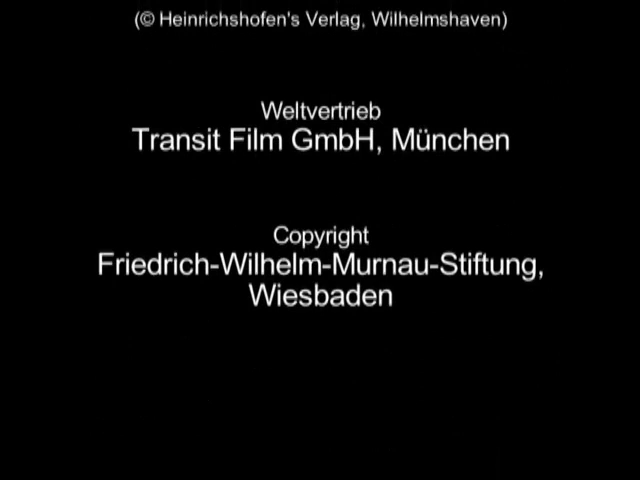 (© Heinrichshofen's Verlag, Wilhelmshaven)
Weltvertrieb
Transit Film GmbH, München
Copyright
Friedrich-Wilhelm-Murnau-Stiftung,
Wiesbaden